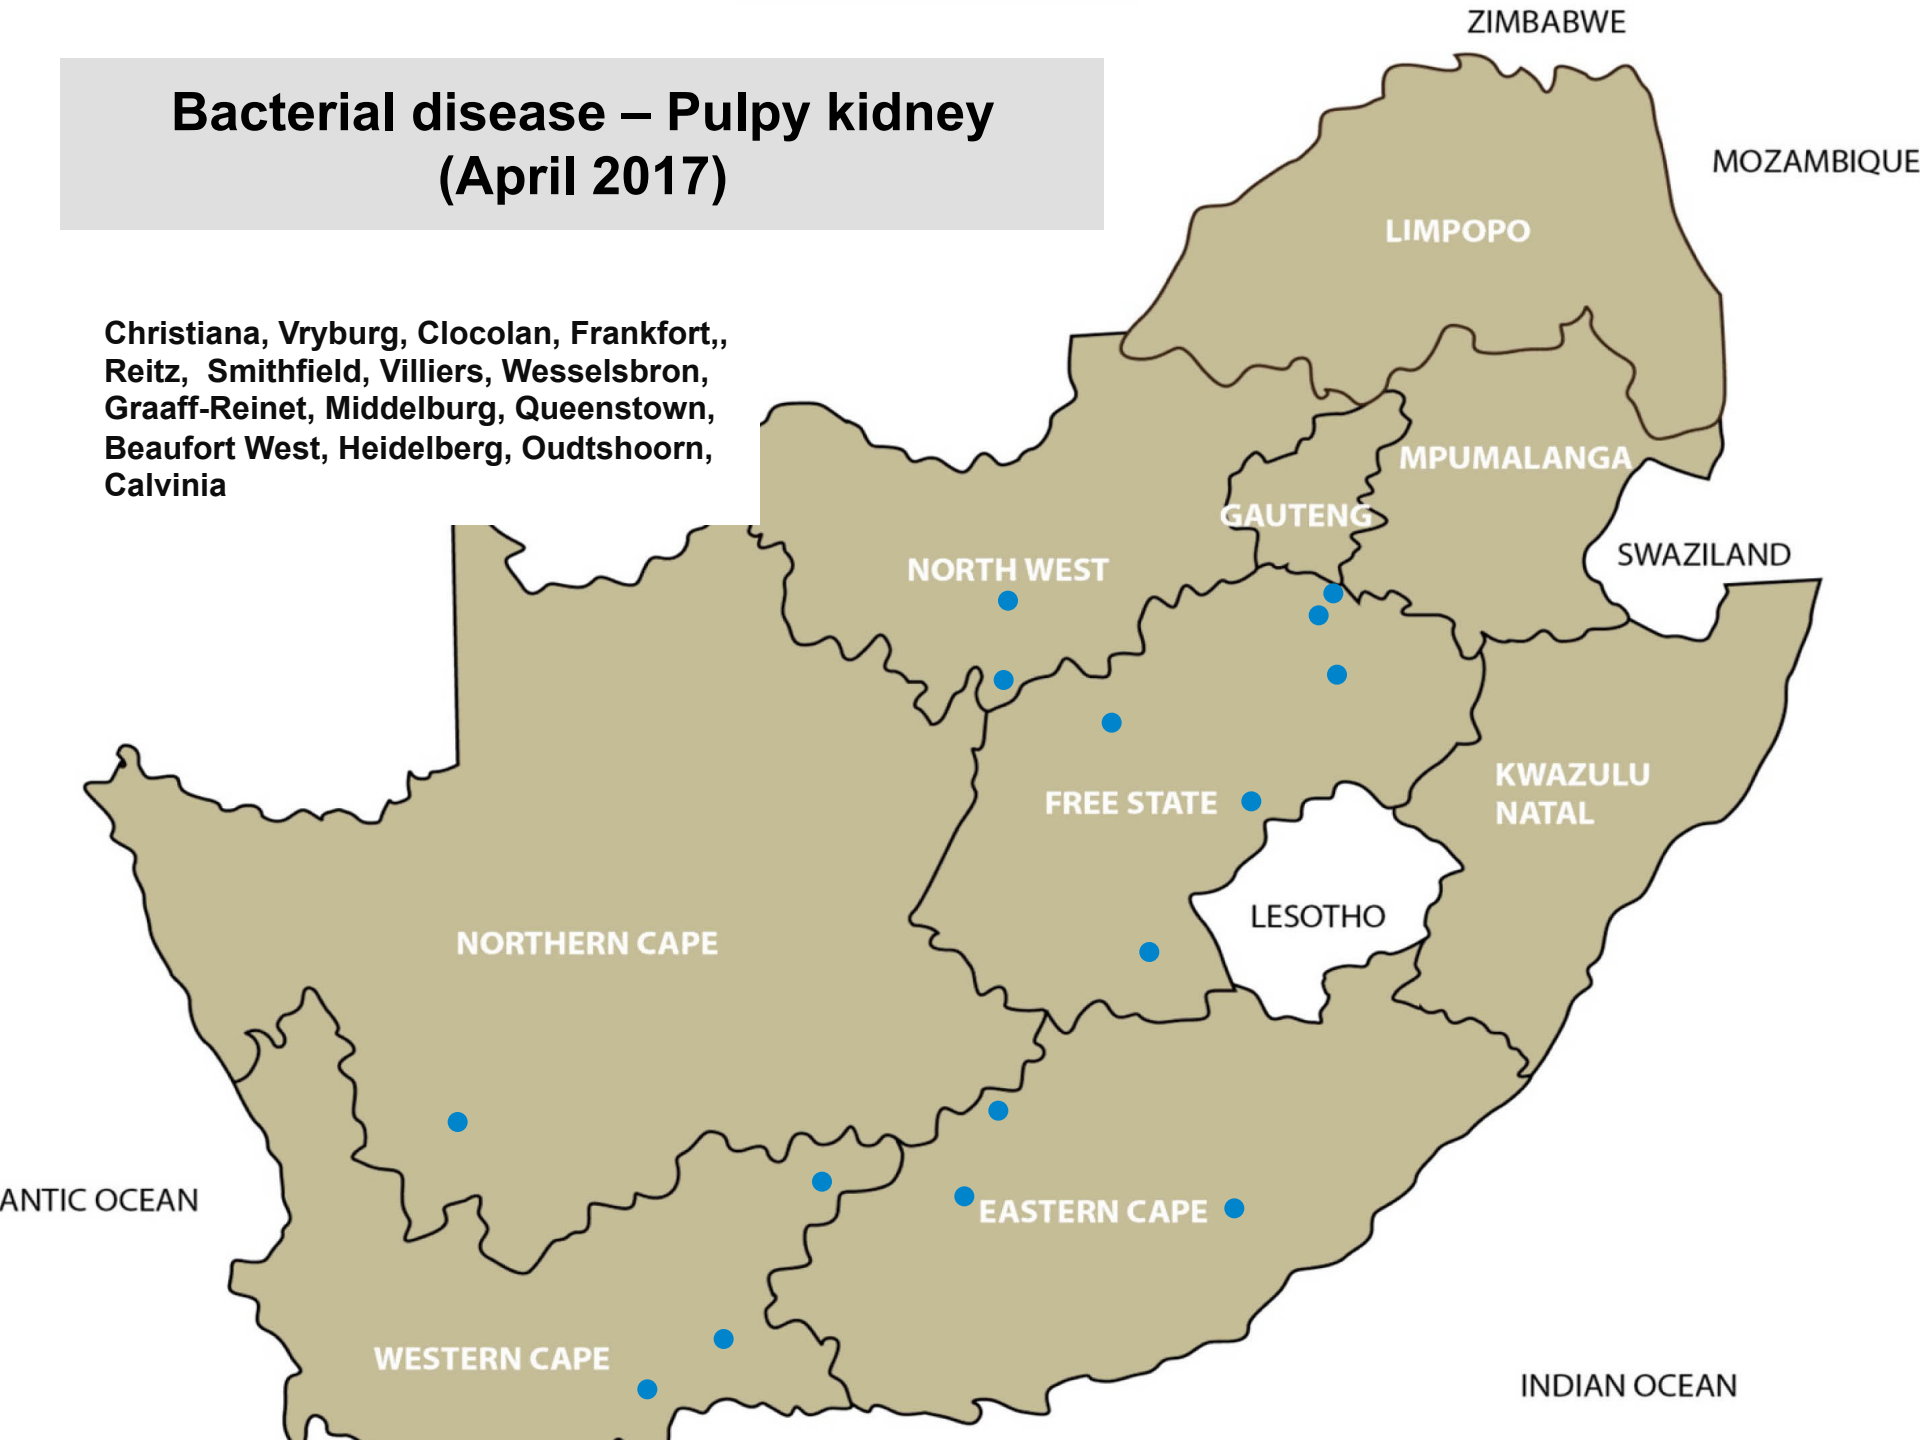 ZIMBABWE
Bacterial disease – Pulpy kidney
(April 2017)
MOZAMBIQUE
LIMPOPO
Christiana, Vryburg, Clocolan, Frankfort,,
Reitz,  Smithfield, Villiers, Wesselsbron,
Graaff-Reinet, Middelburg, Queenstown,
Beaufort West, Heidelberg, Oudtshoorn,
Calvinia
MPUMALANGA
GAUTENG
SWAZILAND
NORTH WEST
KWAZULU
NATAL
FREE STATE
LESOTHO
NORTHERN CAPE
ANTIC OCEAN
EASTERN CAPE
WESTERN CAPE
INDIAN OCEAN